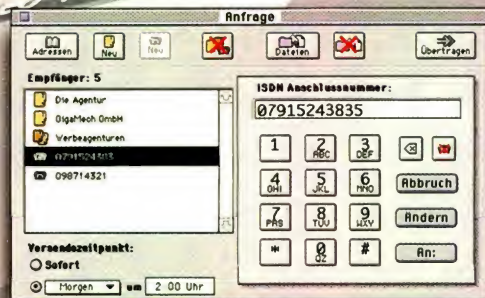 Anfrage
Adressen
Neu
Neu
Dateien
Übertragen
Empfänger: 5
Die Agentur
OigaMech GmbH
Werbeagenturen
098714321
Versendezeitpunkt:
Sofort
Morgen um 2 00 Uhr
ISDN Anschlussnummer:
07915243835
1 2 ABC 3 DEF
4 GHI 5 JKL 6 MNO Abbruch
7 PRS 8 TUV 9 WXY Ändern
* 0 QZ # An: